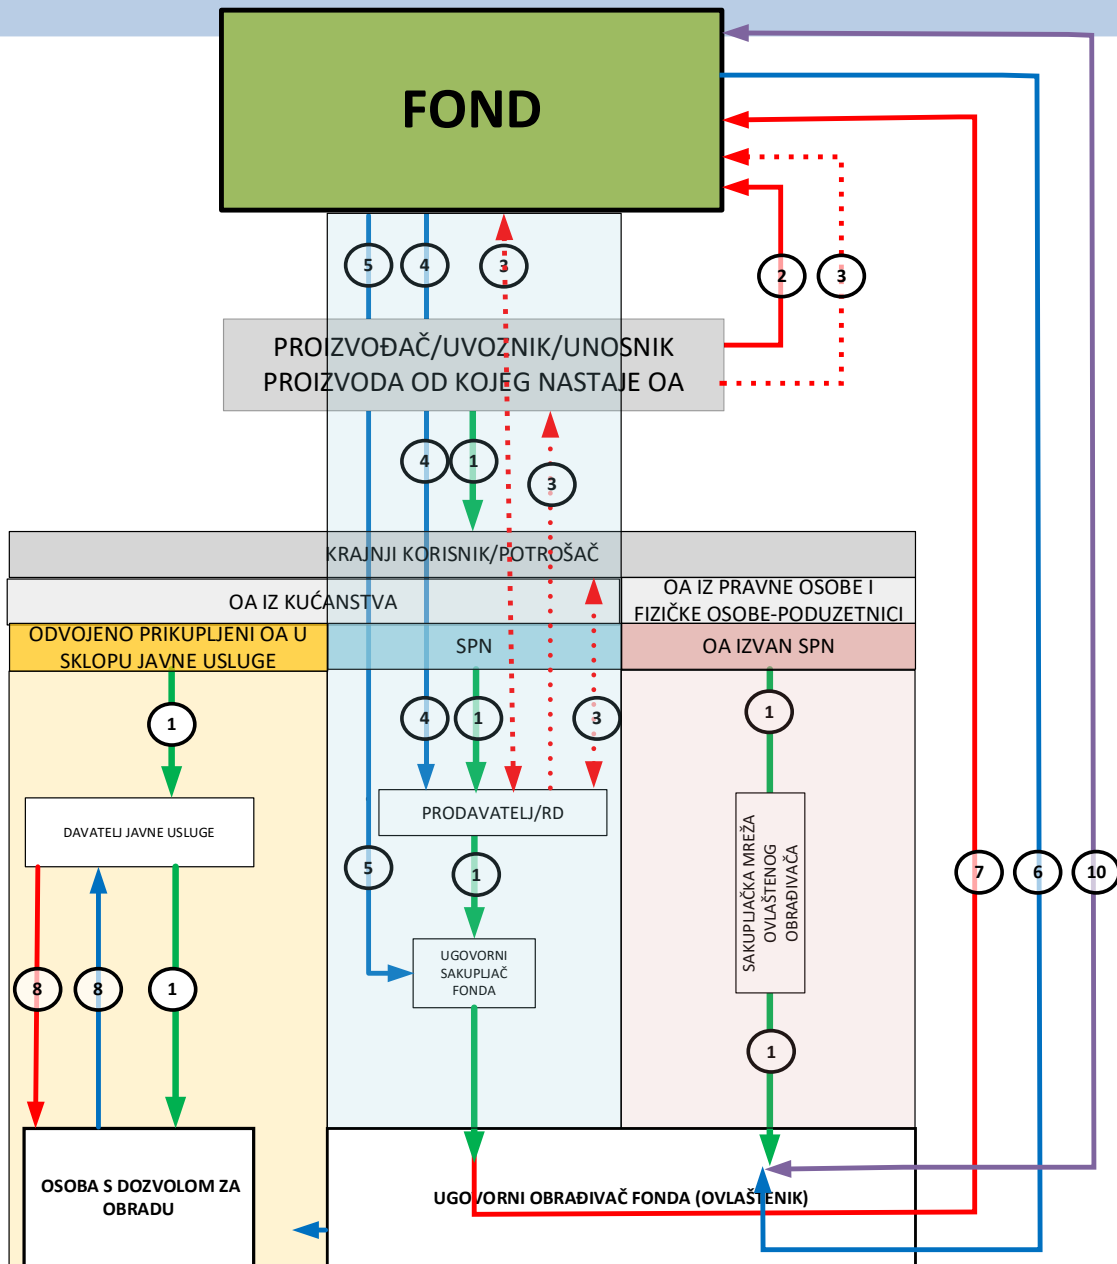 FOND
5
4
3
2
3
PROIZVOĐAČ/UVOZNIK/UNOSNIK
PROIZVODA OD KOJEG NASTAJE OA
4
1
3
KRAJNJI KORISNIK/POTROŠAČ
OA IZ KUĆANSTVA
OA IZ PRAVNE OSOBE I
FIZIČKE OSOBE-PODUZETNICI
ODVOJENO PRIKUPLJENI OA U
SKLOPU JAVNE USLUGE
SPN
OA IZVAN SPN
1
4
1
3
1
DAVATELJ JAVNE USLUGE
PRODAVATELJ/RD
SAKUPLJAČKA MREŽA
OVLAŠTENOG
OBRAĐIVAČA
5
1
7
6
10
UGOVORNI
SAKUPLJAČ
FONDA
8
8
1
1
OSOBA S DOZVOLOM ZA
OBRADU
UGOVORNI OBRAĐIVAČ FONDA (OVLAŠTENIK)